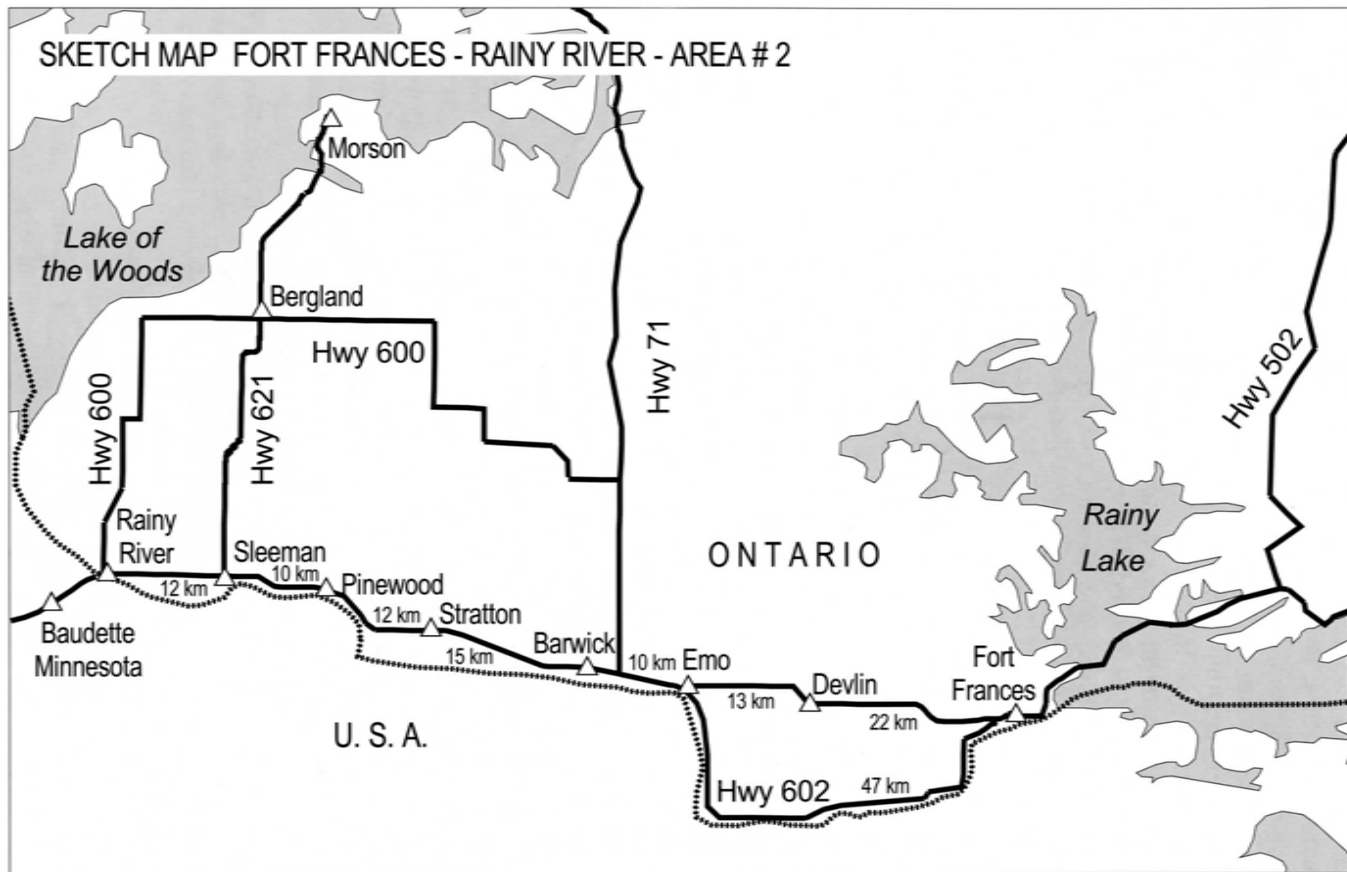 SKETCH MAP FORT FRANCES - RAINY RIVER - AREA # 2
Morson
Lake of
the Woods
Bergland
Hwy 600
Hwy 71
Hwy 502
Hwy 600
Hwy 621
Rainy
River
Sleeman
12 km
10 km
Pinewood
12 km
Stratton
15 km
Barwick
10 km
Emo
13 km
Devlin
22 km
Fort
Frances
Rainy
Lake
ONTARIO
Baudette
Minnesota
U. S. A.
Hwy 602
47 km